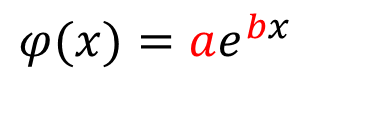 φ(x) = ae^{bx}